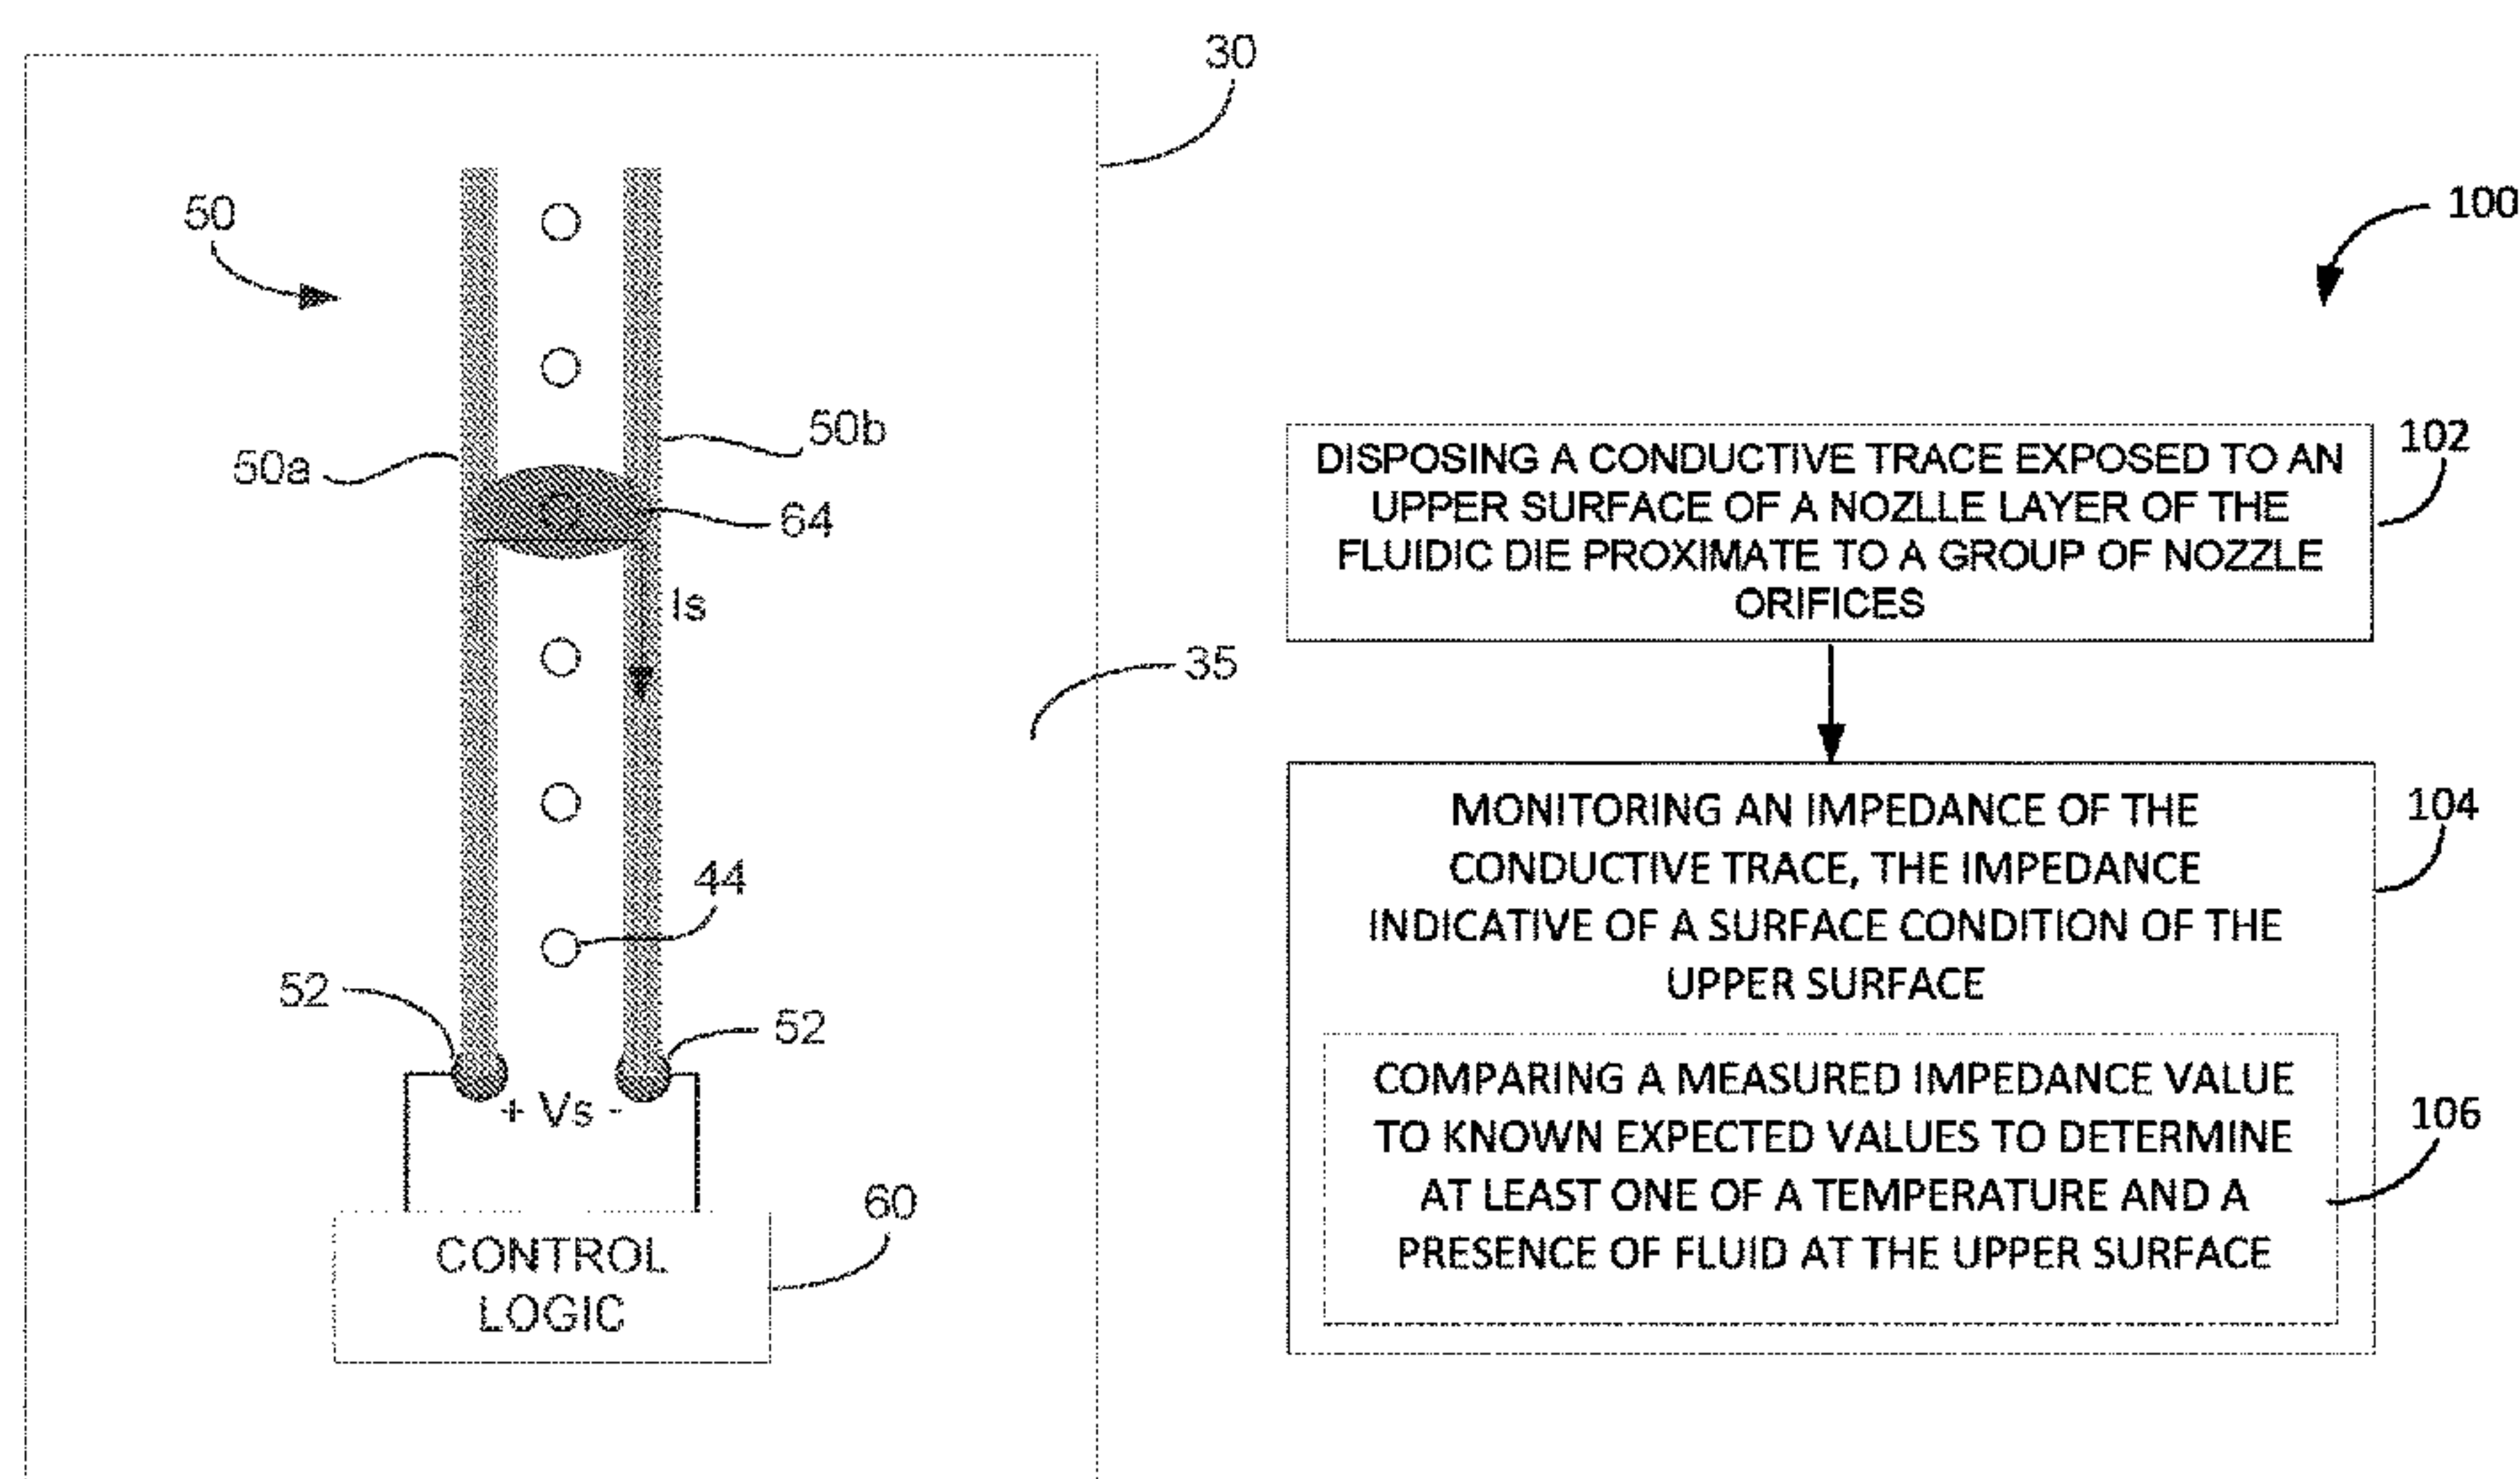 30
50
50a
50b
64
Is
35
44
52
52
+ Vs -
60
CONTROL
LOGIC
100
DISPOSING A CONDUCTIVE TRACE EXPOSED TO AN
UPPER SURFACE OF A NOZLLE LAYER OF THE
FLUIDIC DIE PROXIMATE TO A GROUP OF NOZZLE
ORIFICES
102
MONITORING AN IMPEDANCE OF THE
CONDUCTIVE TRACE, THE IMPEDANCE
INDICATIVE OF A SURFACE CONDITION OF THE
UPPER SURFACE
104
COMPARING A MEASURED IMPEDANCE VALUE
TO KNOWN EXPECTED VALUES TO DETERMINE
AT LEAST ONE OF A TEMPERATURE AND A
PRESENCE OF FLUID AT THE UPPER SURFACE
106